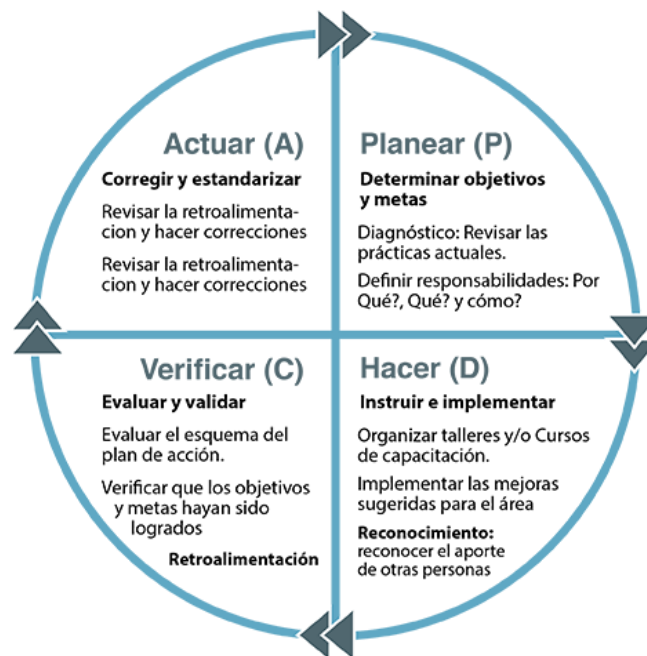 Actuar (A)
Corregir y estandarizar
Revisar la retroalimenta-
cion y hacer correcciones
Revisar la retroalimenta-
cion y hacer correcciones
Planear (P)
Determinar objetivos
y metas
Diagnóstico: Revisar las
prácticas actuales.
Definir responsabilidades: Por
Qué?, Qué? y cómo?
Verificar (C)
Evaluar y validar
Evaluar el esquema del
plan de acción.
Verificar que los objetivos
y metas hayan sido
logrados
Retroalimentación
Hacer (D)
Instruir e implementar
Organizar talleres y/o Cursos
de capacitación.
Implementar las mejoras
sugeridas para el área
Reconocimiento:
reconocer el aporte
de otras personas